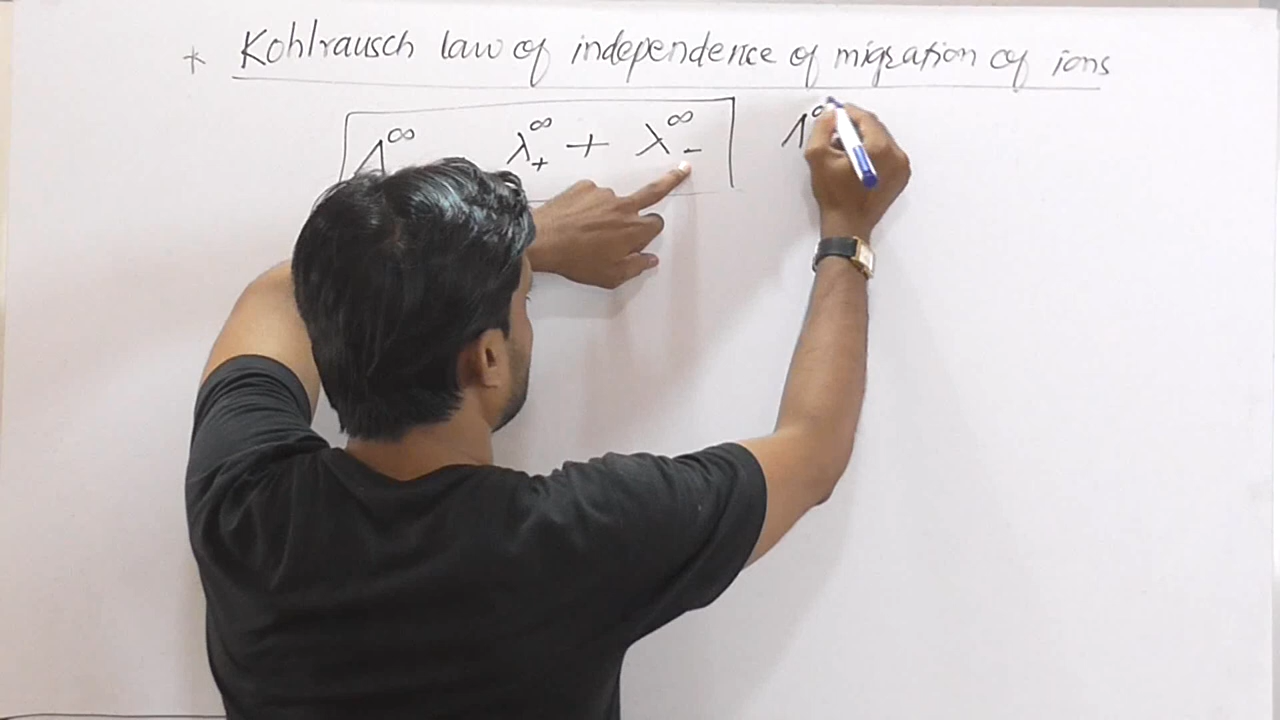 * Kohlrausch law of independence of migration of ions
Λ∞ λ∞+ + λ∞- Λ∞